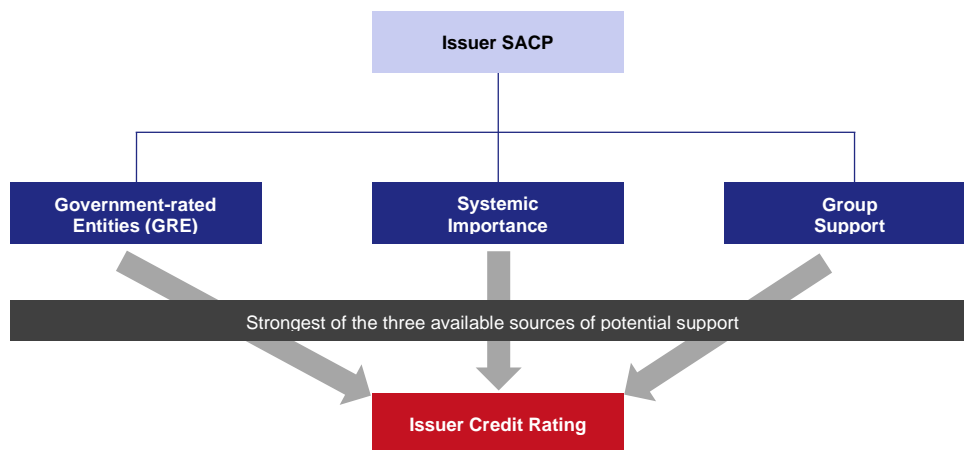 Issuer SACP
Government-rated
Entities (GRE)
Systemic
Importance
Group
Support
Strongest of the three available sources of potential support
Issuer Credit Rating